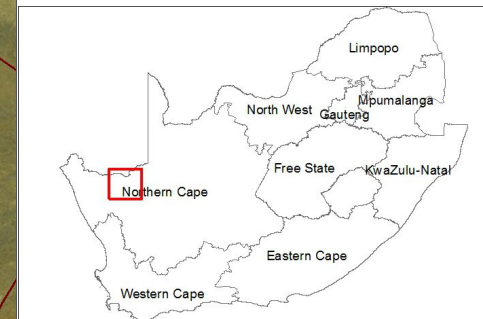 Limpopo
Mpumalanga
North West
Gauteng
Free State
KwaZulu-Natal
Northern Cape
Eastern Cape
Western Cape